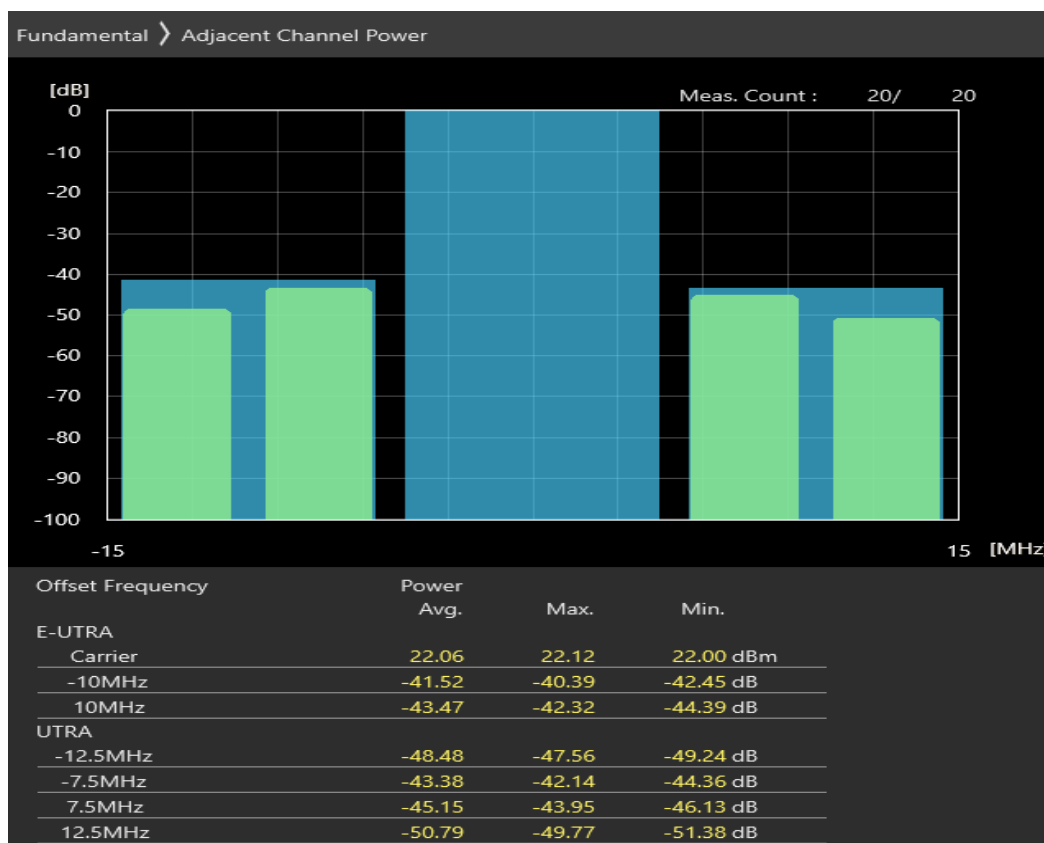 Fundamental 〉 Adjacent Channel Power
[dB]
Meas. Count : 20/ 20
0
-10
-20
-30
-40
-50
-60
-70
-80
-90
-100
-15 15 [MHz
Offset Frequency Power
Avg. Max. Min.
E-UTRA
Carrier 22.06 22.12 22.00 dBm
-10MHz -41.52 -40.39 -42.45 dB
10MHz -43.47 -42.32 -44.39 dB
UTRA
-12.5MHz -48.48 -47.56 -49.24 dB
-7.5MHz -43.38 -42.14 -44.36 dB
7.5MHz -45.15 -43.95 -46.13 dB
12.5MHz -50.79 -49.77 -51.38 dB